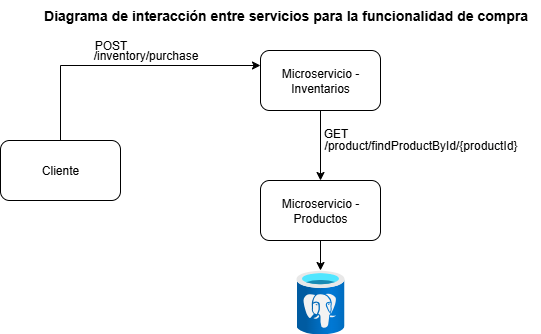 Diagrama de interacción entre servicios para la funcionalidad de compra
POST
/inventory/purchase
Microservicio -
Inventarios
GET
/product/findProductById/{productId}
Cliente
Microservicio -
Productos